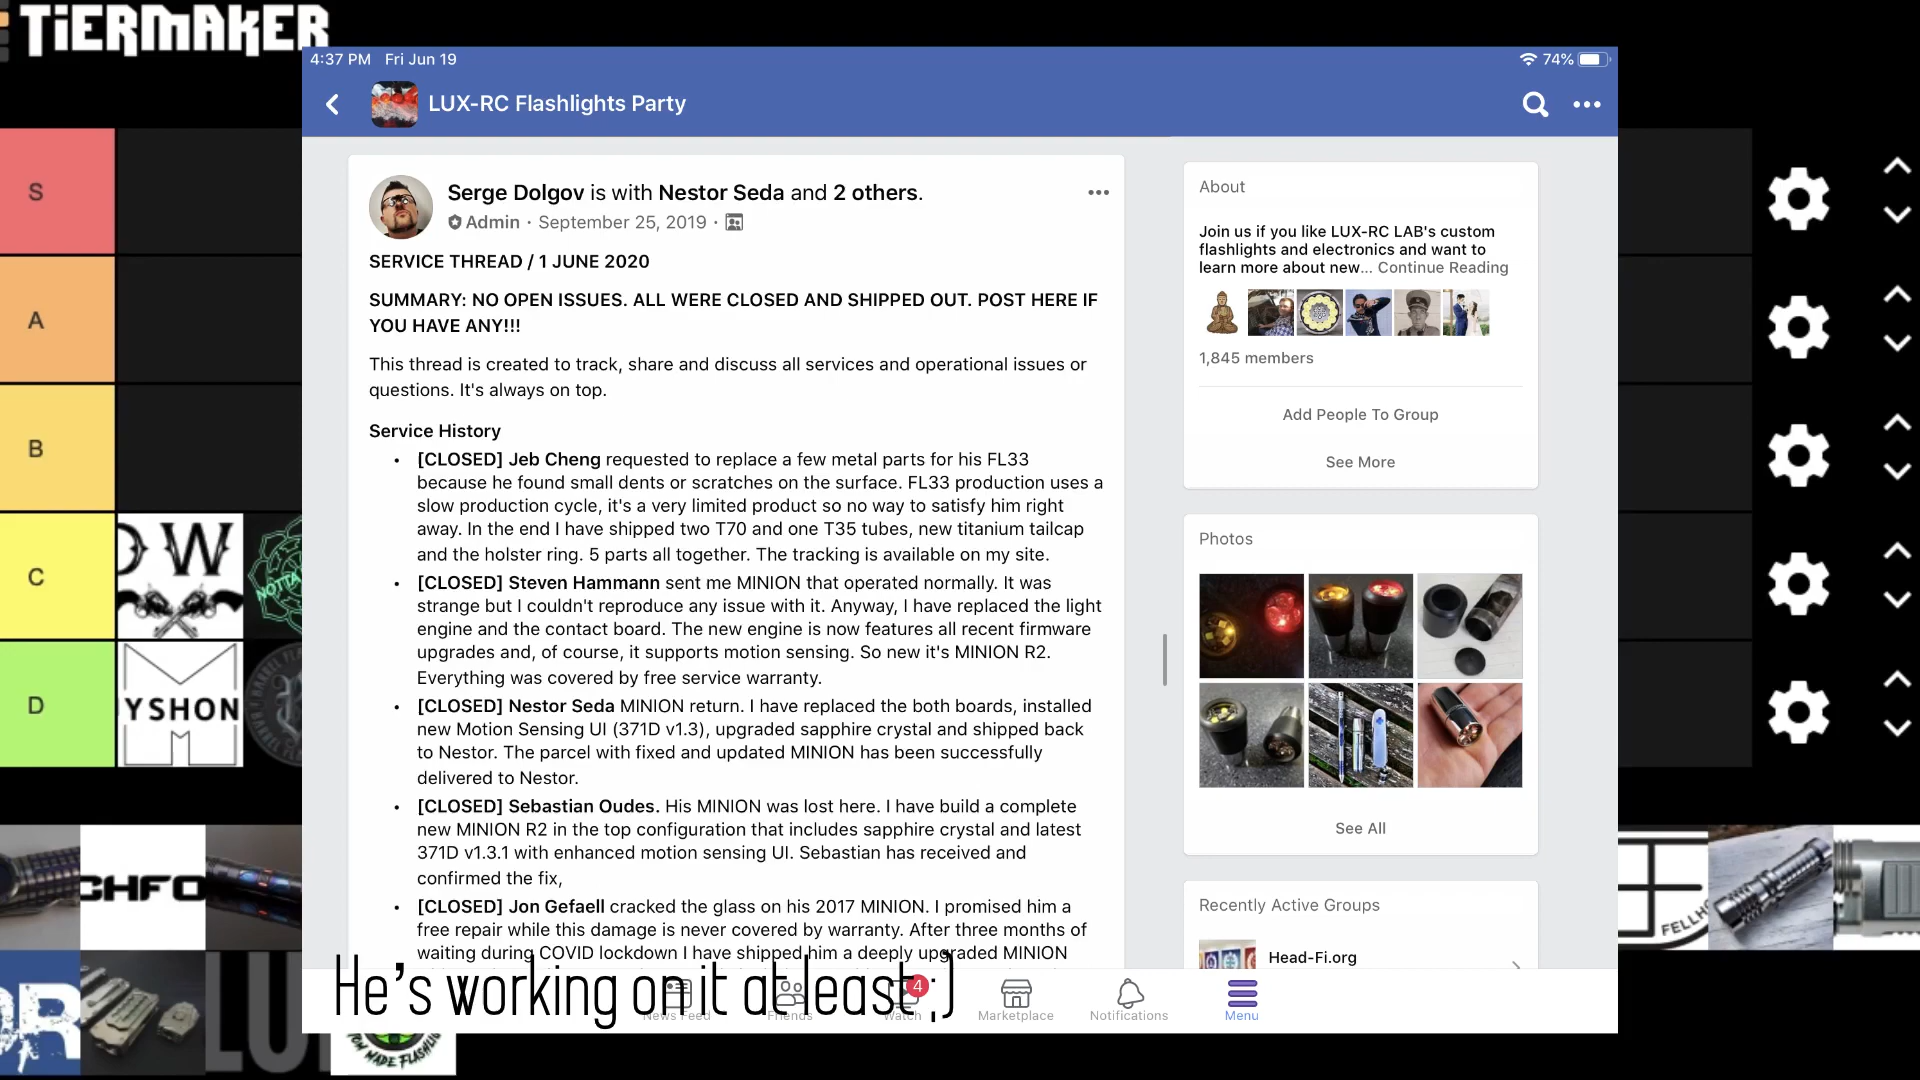 TiERMAKER
4:37 PM Fri Jun 19
74%
LUX-RC Flashlights Party
S
A
B
C
D
Serge Dolgov is with Nestor Seda and 2 others.
Admin · September 25, 2019 ·
SERVICE THREAD / 1 JUNE 2020
SUMMARY: NO OPEN ISSUES. ALL WERE CLOSED AND SHIPPED OUT. POST HERE IF
YOU HAVE ANY!!!
This thread is created to track, share and discuss all services and operational issues or
questions. It's always on top.
Service History
• [CLOSED] Jeb Cheng requested to replace a few metal parts for his FL33
because he found small dents or scratches on the surface. FL33 production uses a
slow production cycle, it's a very limited product so no way to satisfy him right
away. In the end I have shipped two T70 and one T35 tubes, new titanium tailcap
and the holster ring. 5 parts all together. The tracking is available on my site.
• [CLOSED] Steven Hammann sent me MINION that operated normally. It was
strange but I couldn't reproduce any issue with it. Anyway, I have replaced the light
engine and the contact board. The new engine is now features all recent firmware
upgrades and, of course, it supports motion sensing. So new it's MINION R2.
Everything was covered by free service warranty.
• [CLOSED] Nestor Seda MINION return. I have replaced the both boards, installed
new Motion Sensing UI (371D v1.3), upgraded sapphire crystal and shipped back
to Nestor. The parcel with fixed and updated MINION has been successfully
delivered to Nestor.
• [CLOSED] Sebastian Oudes. His MINION was lost here. I have build a complete
new MINION R2 in the top configuration that includes sapphire crystal and latest
371D v1.3.1 with enhanced motion sensing UI. Sebastian has received and
confirmed the fix,
• [CLOSED] Jon Gefaell cracked the glass on his 2017 MINION. I promised him a
free repair while this damage is never covered by warranty. After three months of
waiting during COVID lockdown I have shipped him a deeply upgraded MINION
He's working on it at least ;)
About
Join us if you like LUX-RC LAB's custom
flashlights and electronics and want to
learn more about new... Continue Reading
1,845 members
Add People To Group
See More
Photos
See All
Recently Active Groups
Head-Fi.org
4
News Feed
Friends
Watch
Marketplace
Notifications
Menu
OW
NOTTA
YSHON
CHFO
FELLH
OR
LU
OM MADE FLASHLI